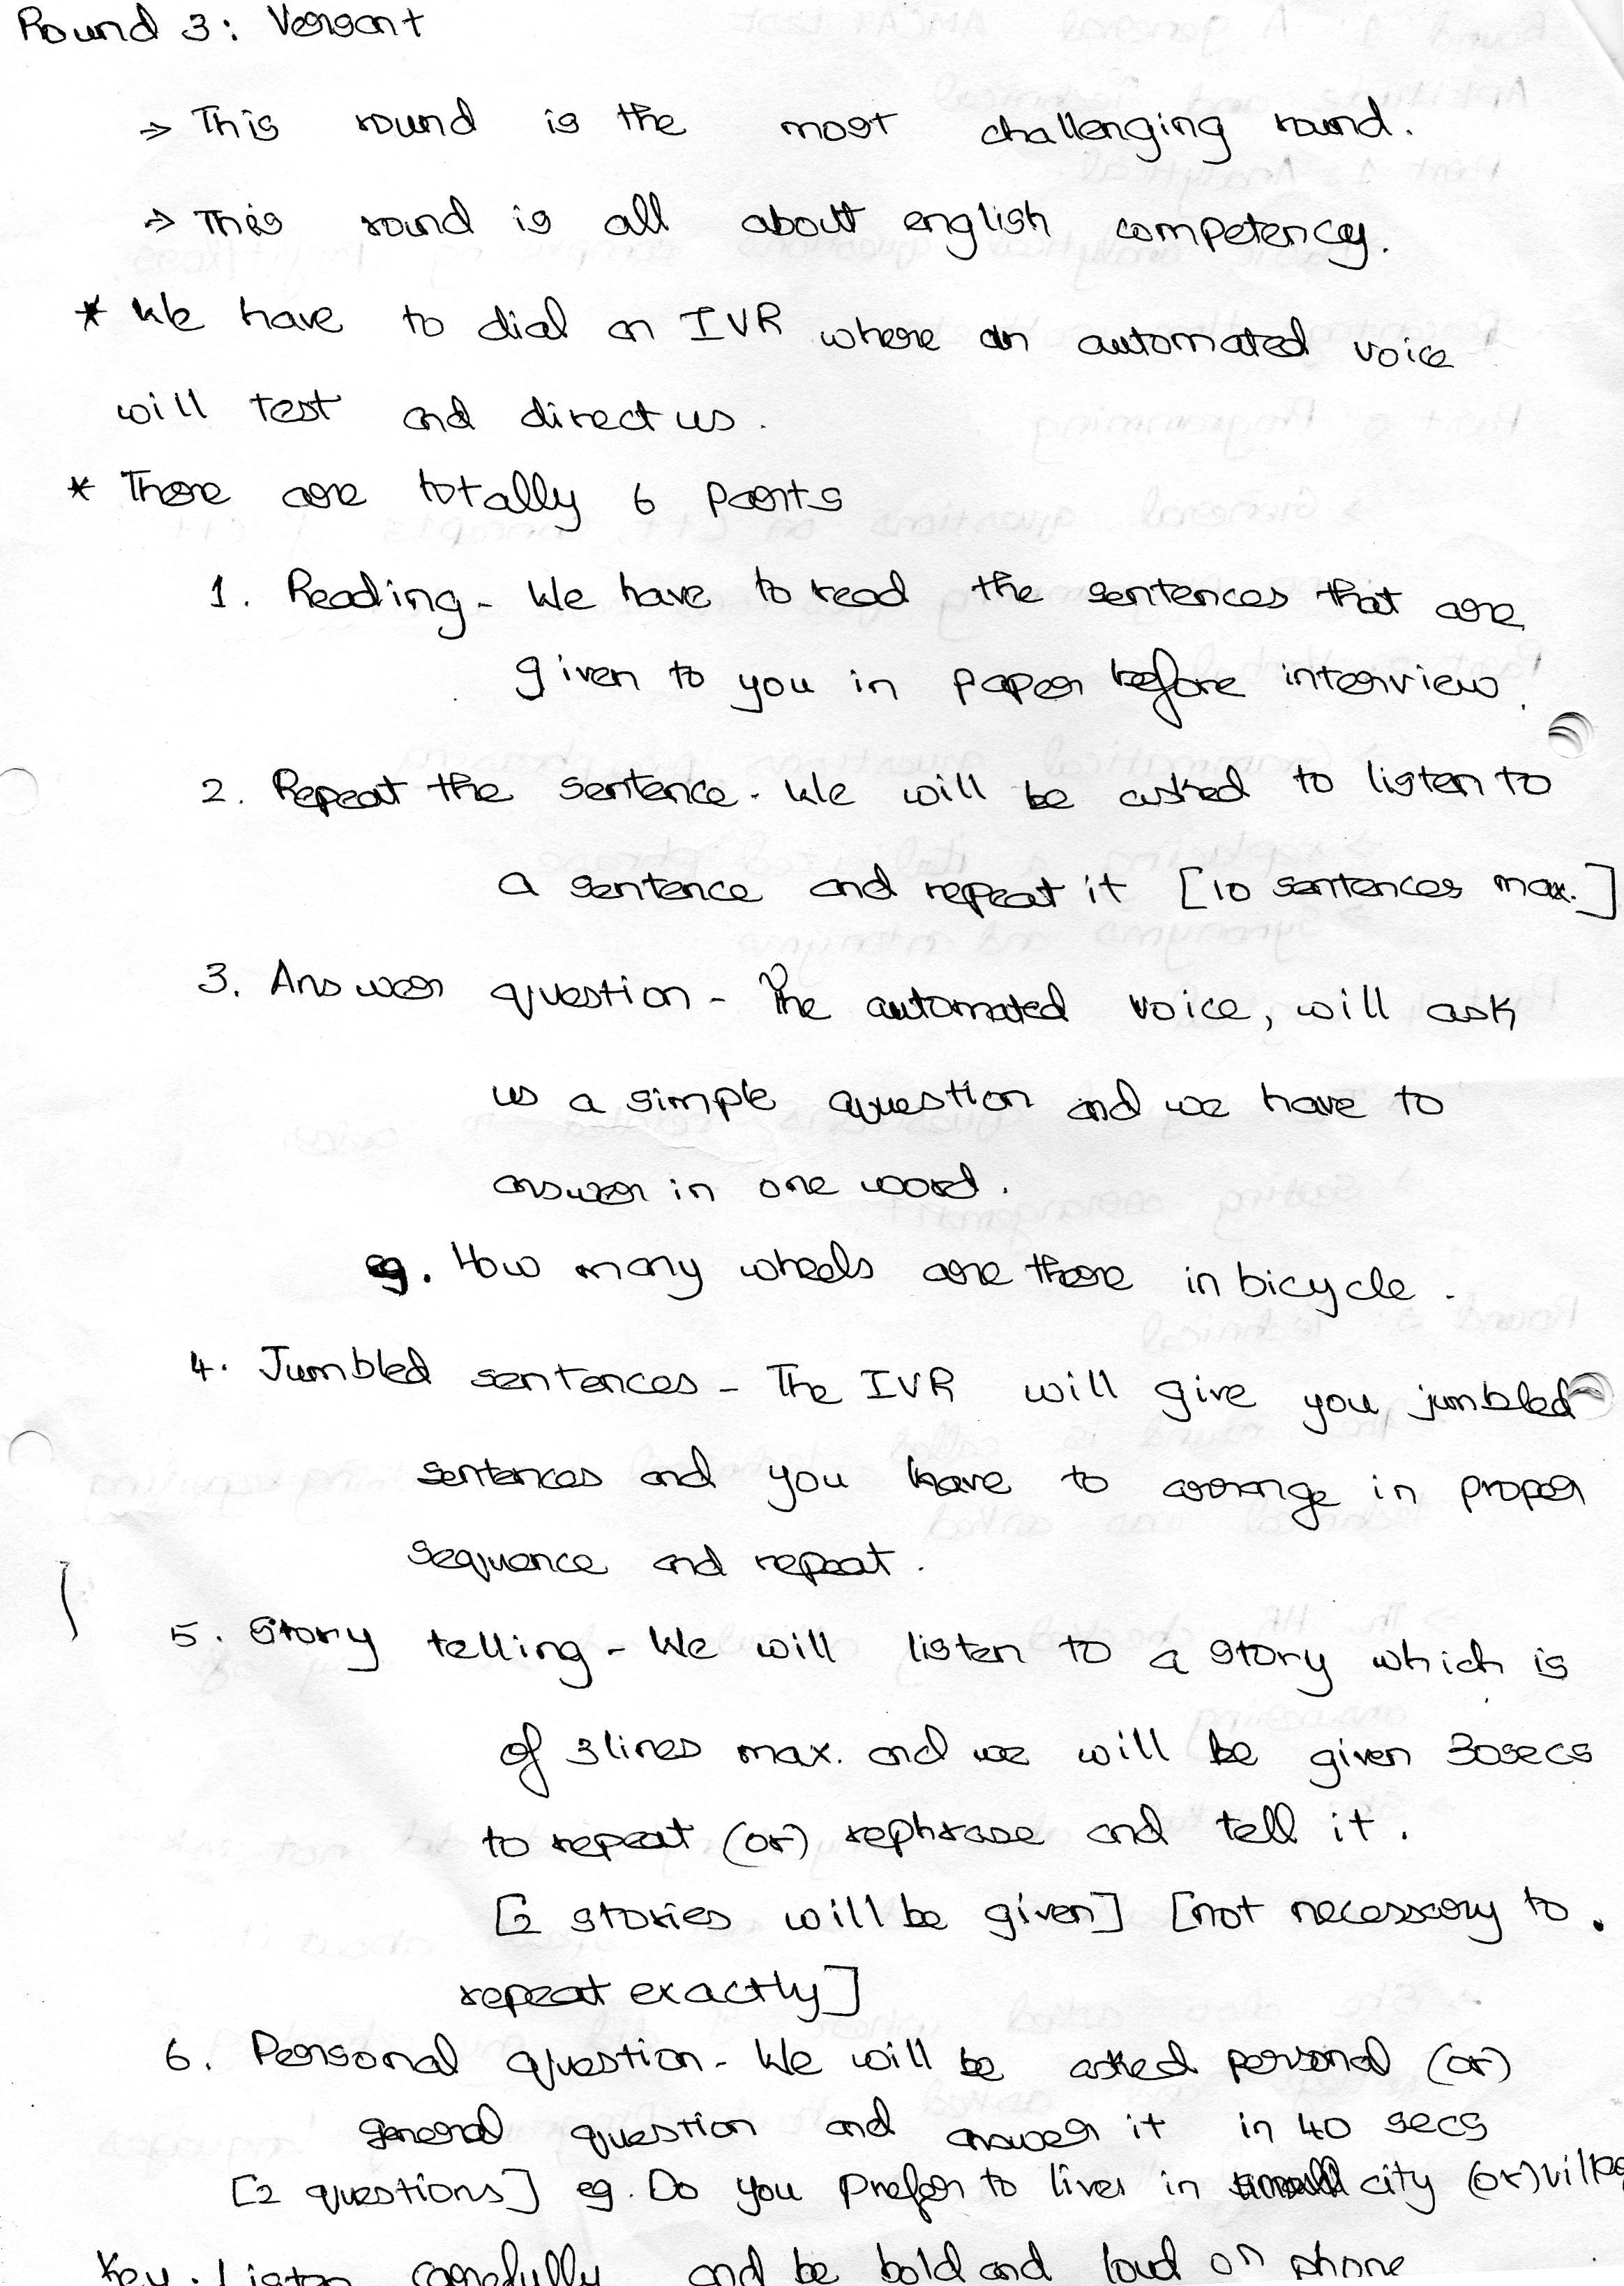 Round 3: Versant
⇒ This round is the most challenging round.
⇒ This round is all about english competency.
* We have to dial an IVR where an automated voice
will test and direct us.
* There are totally 6 parts
1. Reading - We have to read the sentences that are
given to you in paper before interview.
2. Repeat the sentence - We will be asked to listen to
a sentence and repeat it [10 sentences max.]
3. Answer question - The automated voice, will ask
us a simple question and we have to
answer in one word.
eg. How many wheels are there in bicycle.
4. Jumbled sentences - The IVR will give you jumbled
sentences and you have to arrange in proper
sequence and repeat.
5. Story telling - We will listen to a story which is
of 3 lines max. and we will be given 30secs
to repeat (or) rephrase and tell it.
[2 stories will be given] [not necessary to
repeat exactly]
6. Personal question - We will be asked personal (or)
general question and answer it in 40 secs
[2 questions] eg. Do you prefer to live in city (or) villag
Key: Listen carefully and be bold and loud on phone